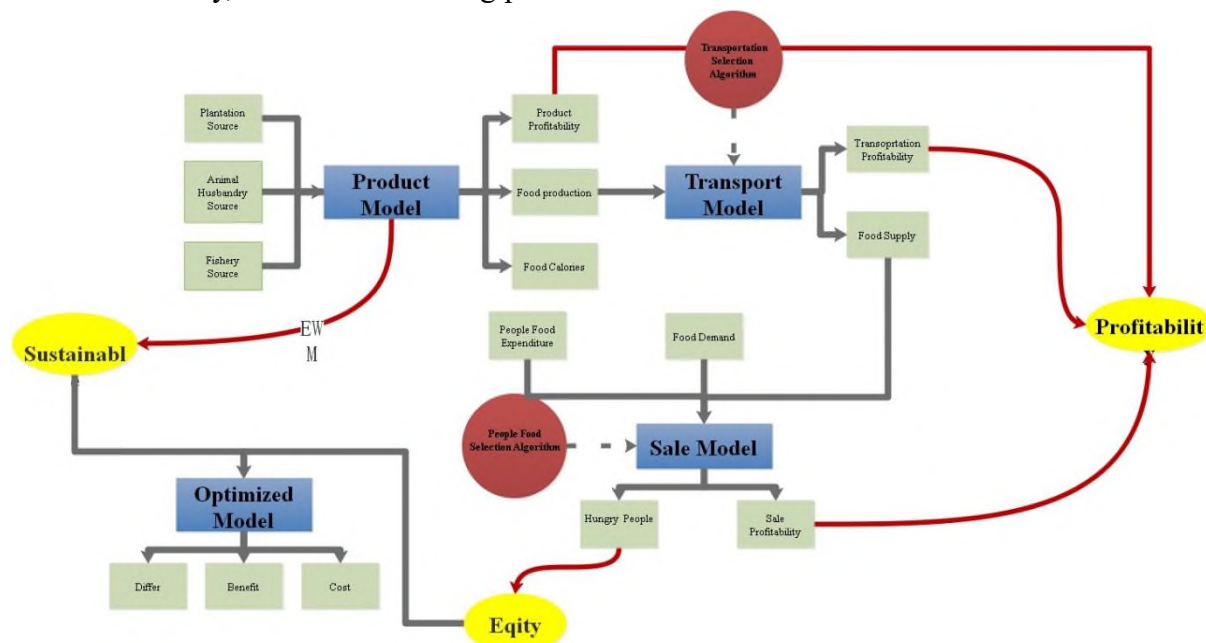 Transportation
Selection
Algorithm
Plantation
Source
Product
Profitability
Transoprtation
Profitability
Animal
Husbandry
Source
Product
Model
Food production
Transport
Model
Food Supply
Fishery
Source
Food Calories
EW
M
People Food
Expenditure
Food Demand
Profitabilit
Sustainabl
People Food
Selection Algorithm
Sale Model
Optimized
Model
Hungry People
Sale
Profitability
Differ
Benefit
Cost
Eqity